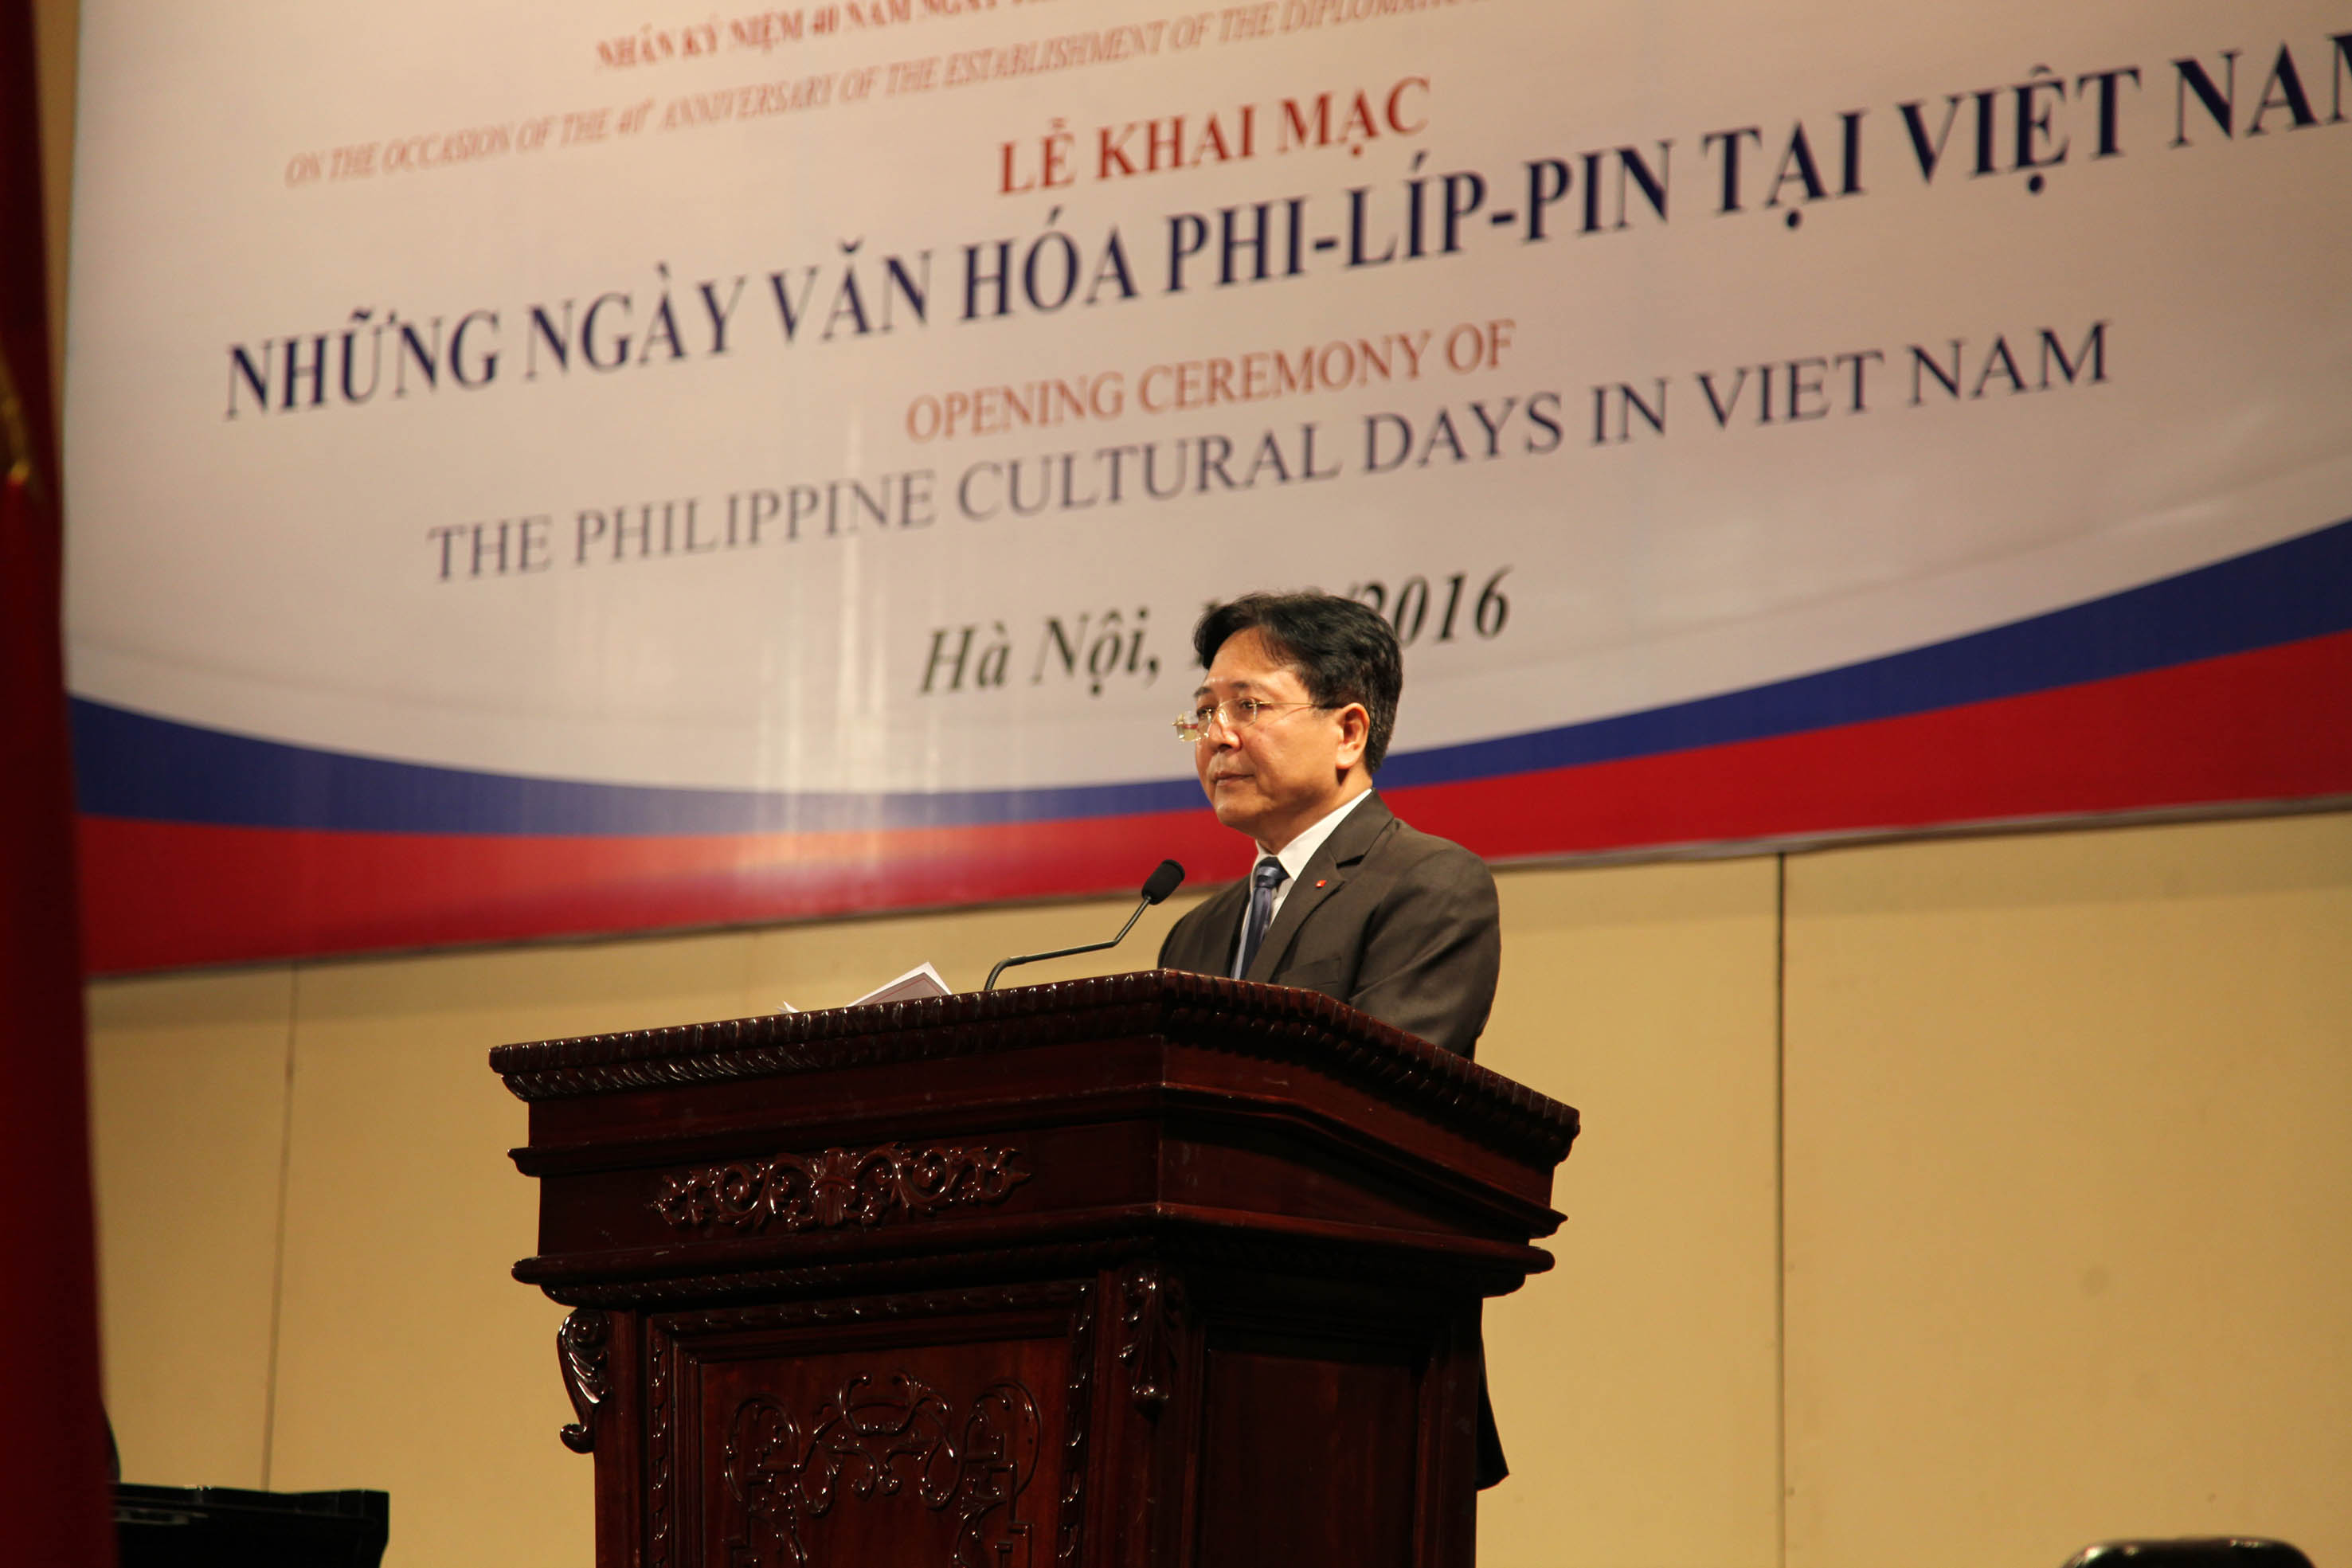 NHÂN KỶ NIỆM 40 NĂM NGÀY
ON THE OCCASION OF THE 40th ANNIVERSARY OF THE ESTABLISHMENT OF THE
LỄ KHAI MẠC
NHỮNG NGÀY VĂN HÓA PHI-LÍP-PIN TẠI VIỆT NAM
OPENING CEREMONY OF
THE PHILIPPINE CULTURAL DAYS IN VIET NAM
Hà Nội, 2016